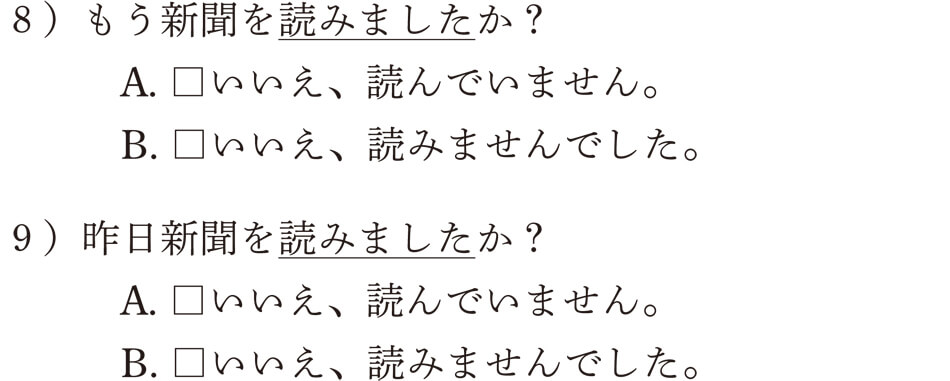 8）もう新聞を読みましたか？
A. □いいえ、読んでいません。
B. □いいえ、読みませんでした。
9）昨日新聞を読みましたか？
A. □いいえ、読んでいません。
B. □いいえ、読みませんでした。